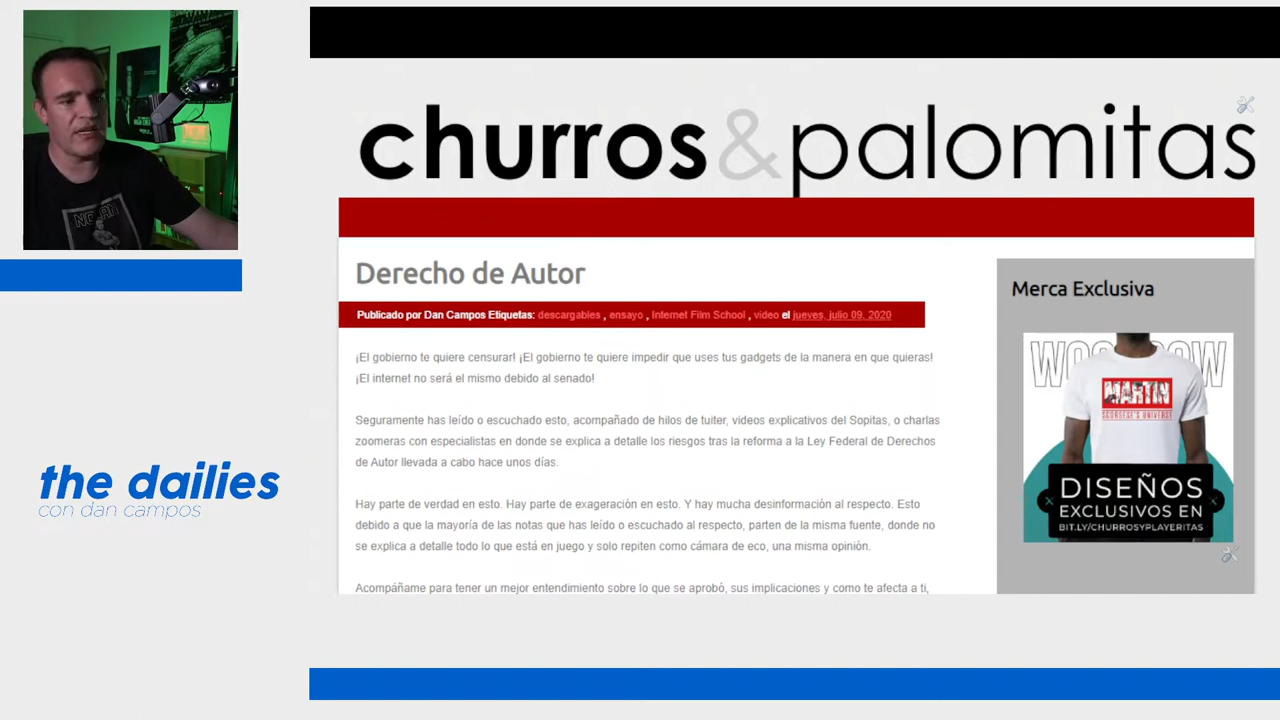 NOLAN
the dailies
con dan campos
churros&palomitas
Derecho de Autor
Publicado por Dan Campos Etiquetas: descargables , ensayo , Internet Film School , video el jueves, julio 09, 2020
¡El gobierno te quiere censurar! ¡El gobierno te quiere impedir que uses tus gadgets de la manera en que quieras!
¡El internet no será el mismo debido al senado!
Seguramente has leído o escuchado esto, acompañado de hilos de tuiter, videos explicativos del Sopitas, o charlas
zoomeras con especialistas en donde se explica a detalle los riesgos tras la reforma a la Ley Federal de Derechos
de Autor llevada a cabo hace unos días.
Hay parte de verdad en esto. Hay parte de exageración en esto. Y hay mucha desinformación al respecto. Esto
debido a que la mayoría de las notas que has leído o escuchado al respecto, parten de la misma fuente, donde no
se explica a detalle todo lo que está en juego y solo repiten como cámara de eco, una misma opinión.
Acompáñame para tener un mejor entendimiento sobre lo que se aprobó, sus implicaciones y como te afecta a ti,
Merca Exclusiva
MARTIN
SCORSESE'S UNIVERSE
DISEÑOS
EXCLUSIVOS EN
BIT.LY/CHURROSYPLAYERITAS